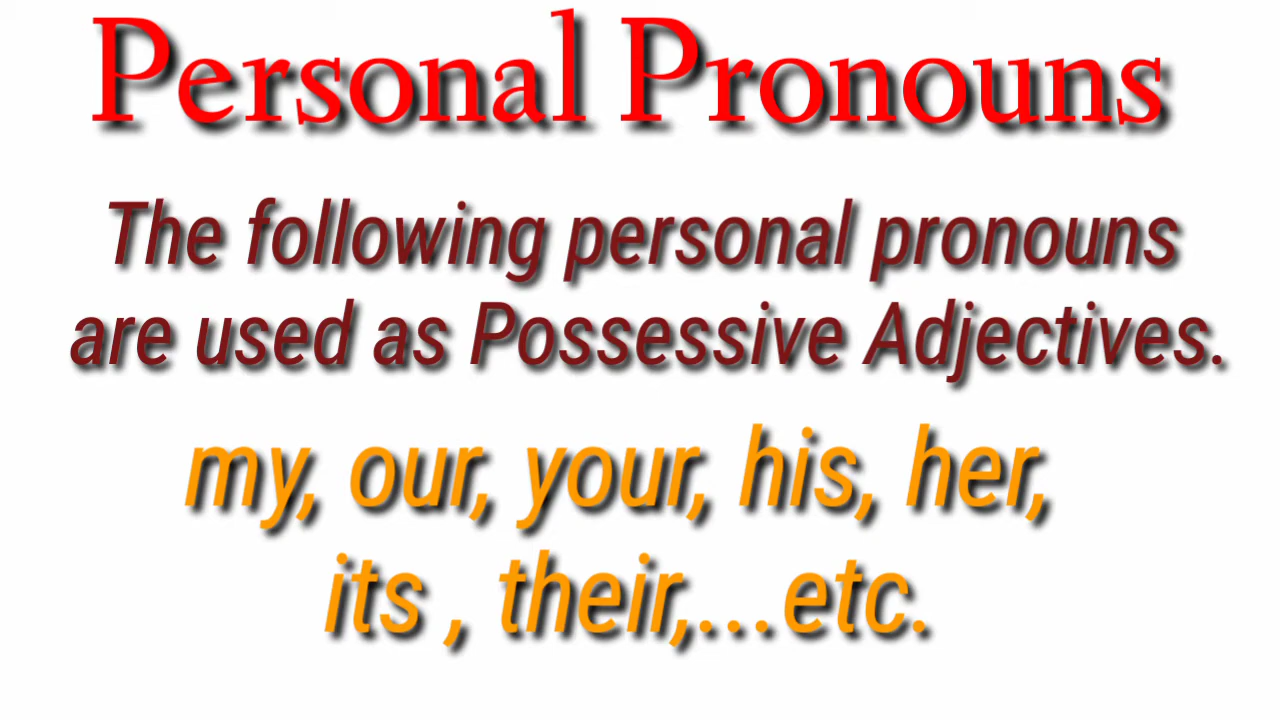 Personal Pronouns
The following personal pronouns
are used as Possessive Adjectives.
my, our, your, his, her,
its , their,...etc.